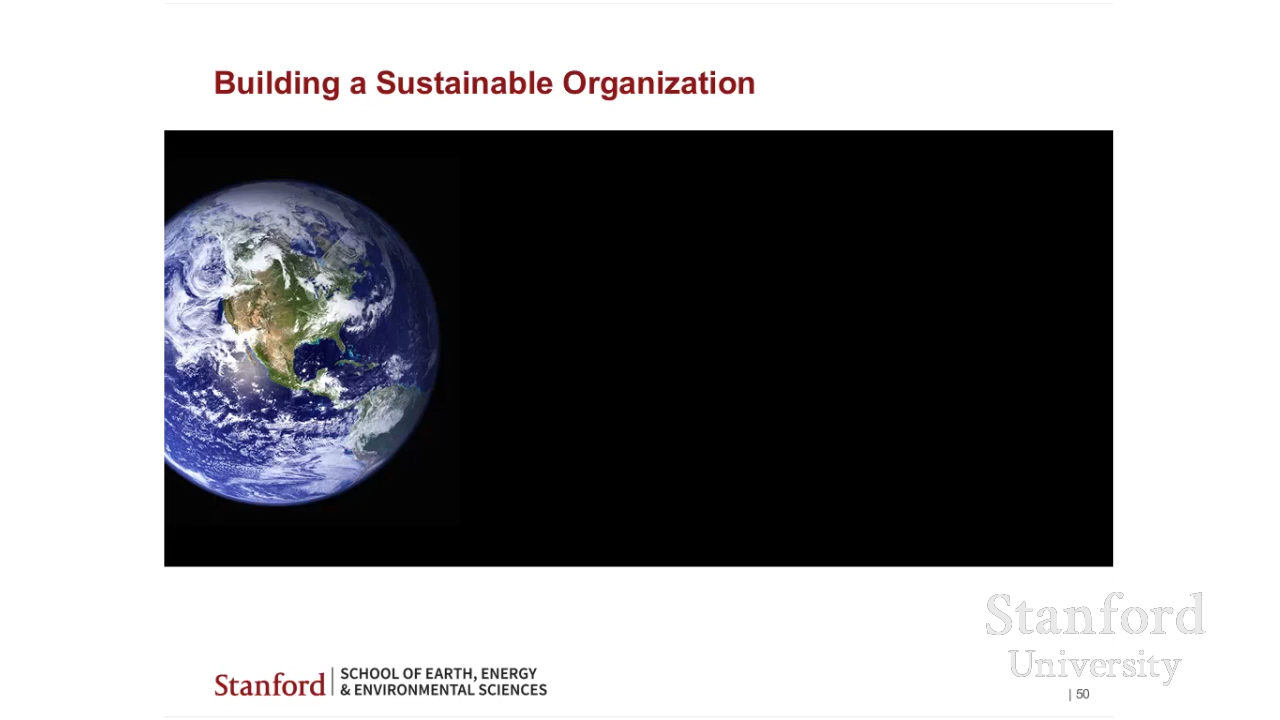 Building a Sustainable Organization
Stanford
University
Stanford
SCHOOL OF EARTH, ENERGY
& ENVIRONMENTAL SCIENCES
| 50